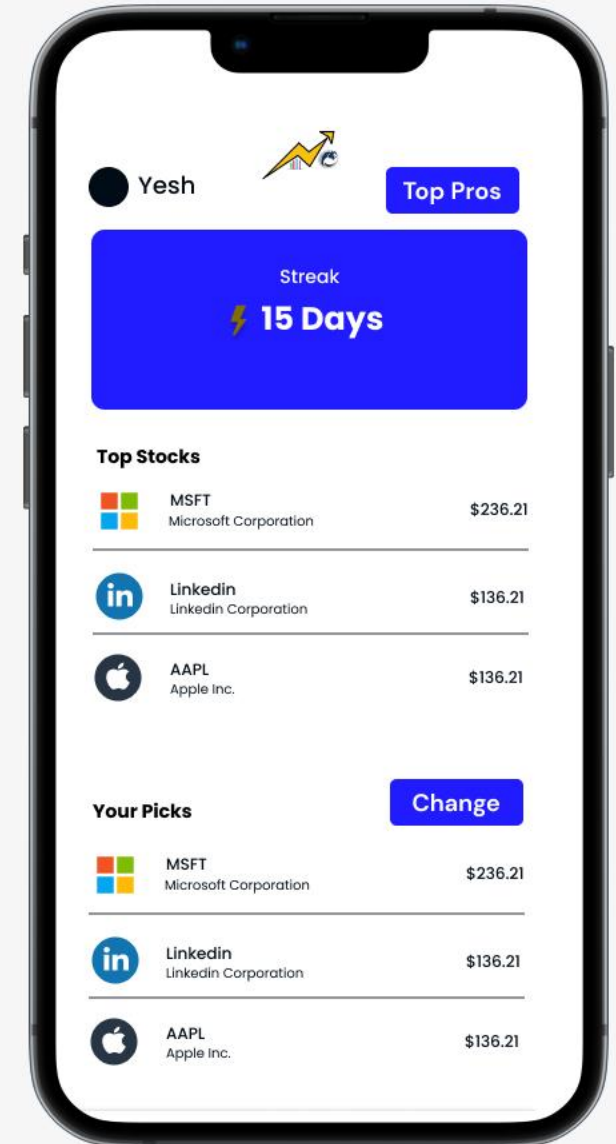 Yesh
Top Pros
Streak
15 Days
Top Stocks
MSFT
Microsoft Corporation
$236.21
Linkedin
Linkedin Corporation
$136.21
AAPL
Apple Inc.
$136.21
Your Picks
Change
MSFT
Microsoft Corporation
$236.21
Linkedin
Linkedin Corporation
$136.21
AAPL
Apple Inc.
$136.21